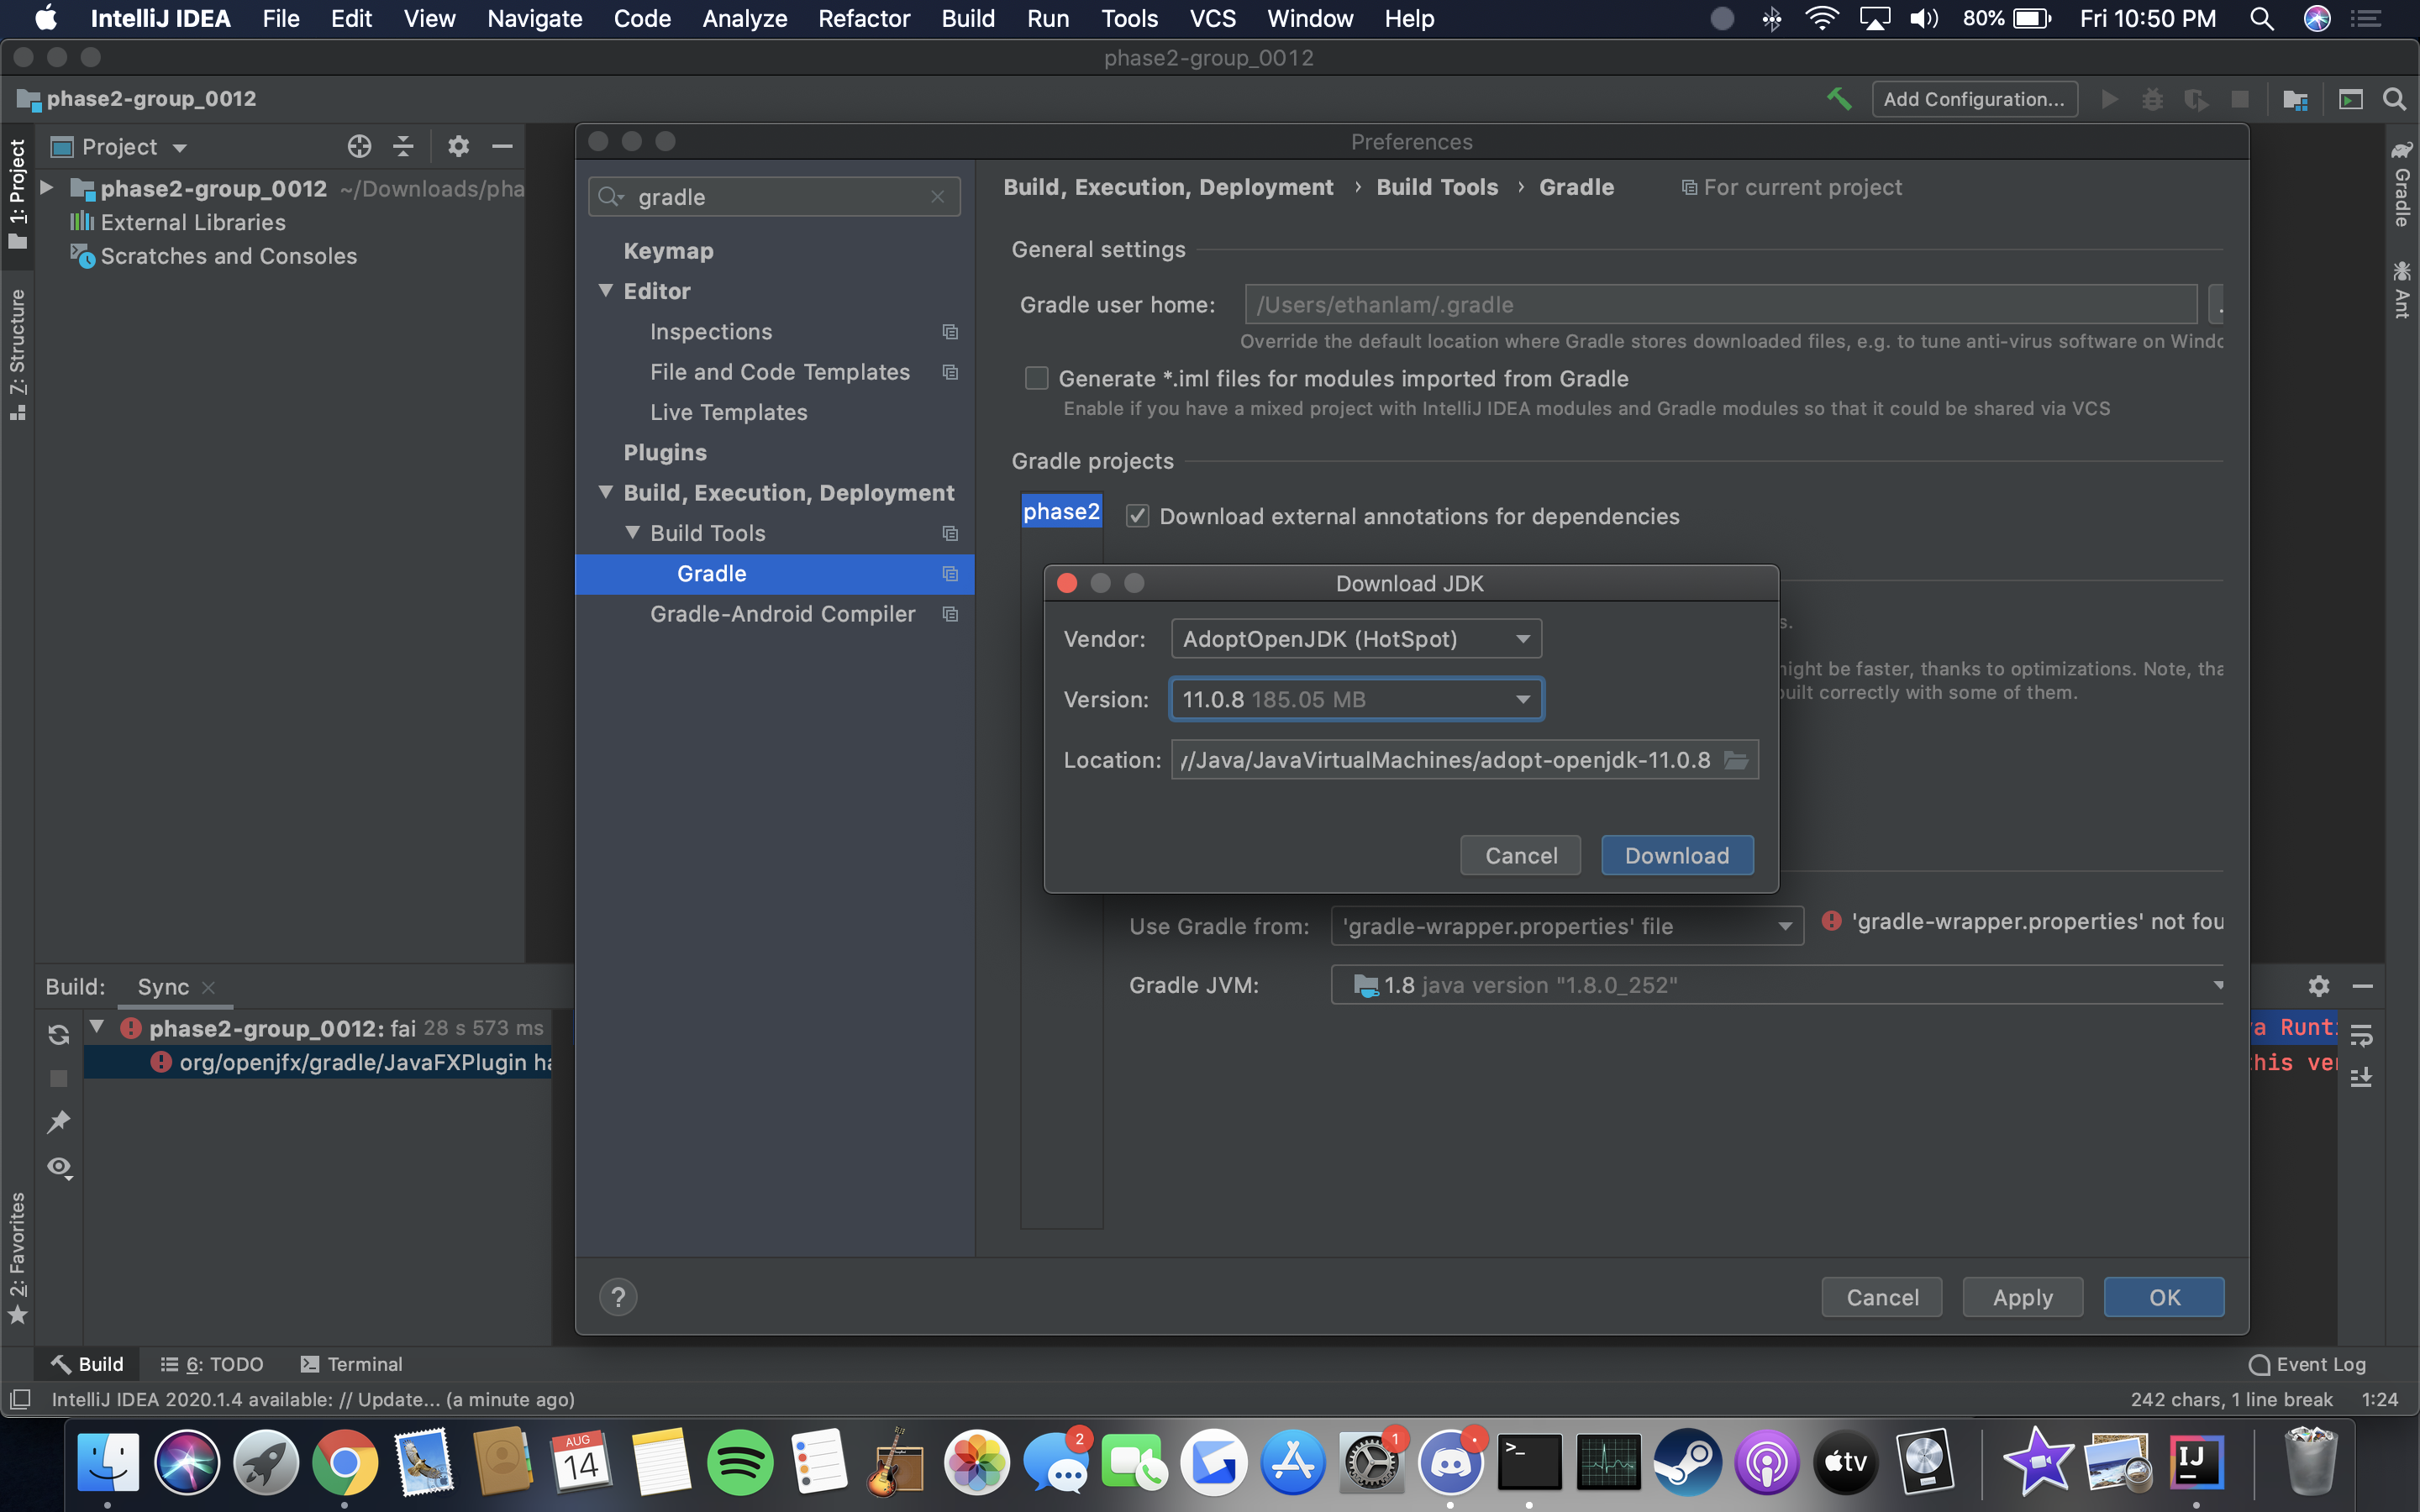 IntelliJ IDEA File Edit View Navigate Code Analyze Refactor Build Run Tools VCS Window Help 80% Fri 10:50 PM
phase2-group_0012
phase2-group_0012 Add Configuration...
1: Project
Project
phase2-group_0012 ~/Downloads/pha
External Libraries
Scratches and Consoles
7: Structure
2: Favorites
Gradle
Ant
Preferences
gradle
Keymap
Editor
Inspections
File and Code Templates
Live Templates
Plugins
Build, Execution, Deployment
Build Tools
Gradle
Gradle-Android Compiler
Build, Execution, Deployment › Build Tools › Gradle For current project
General settings
Gradle user home: /Users/ethanlam/.gradle
Override the default location where Gradle stores downloaded files, e.g. to tune anti-virus software on Windo
Generate *.iml files for modules imported from Gradle
Enable if you have a mixed project with IntelliJ IDEA modules and Gradle modules so that it could be shared via VCS
Gradle projects
phase2
Download external annotations for dependencies
Download JDK
Vendor: AdoptOpenJDK (HotSpot)
s.
Version: 11.0.8 185.05 MB
might be faster, thanks to optimizations. Note, tha
built correctly with some of them.
Location: y/Java/JavaVirtualMachines/adopt-openjdk-11.0.8
Cancel Download
Use Gradle from: 'gradle-wrapper.properties' file 'gradle-wrapper.properties' not fou
Gradle JVM: 1.8 java version "1.8.0_252"
? Cancel Apply OK
Build: Sync
phase2-group_0012: fai 28 s 573 ms
org/openjfx/gradle/JavaFXPlugin ha
a Runti
this ver
Build 6: TODO Terminal Event Log
IntelliJ IDEA 2020.1.4 available: // Update... (a minute ago) 242 chars, 1 line break 1:24
AUG
14
2
1
>_
tv
IJ